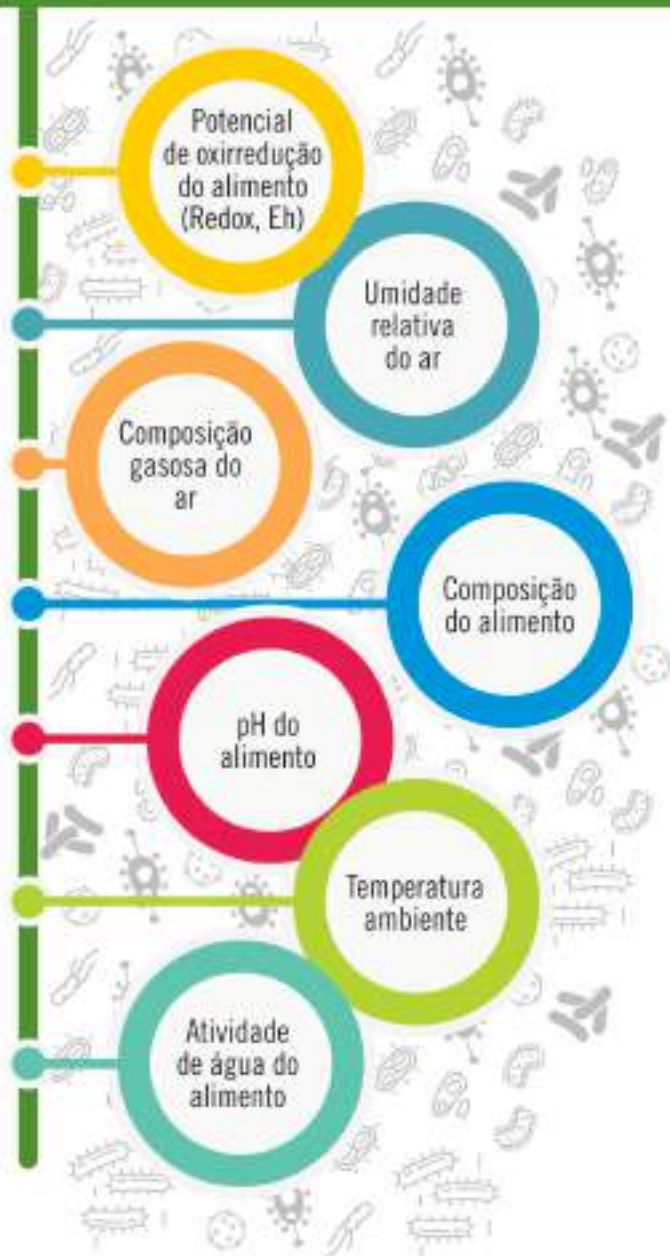 Potencial
de oxirredução
do alimento
(Redox, Eh)
Umidade
relativa
do ar
Composição
gasosa do
ar
Composição
do alimento
pH do
alimento
Temperatura
ambiente
Atividade
de água do
alimento